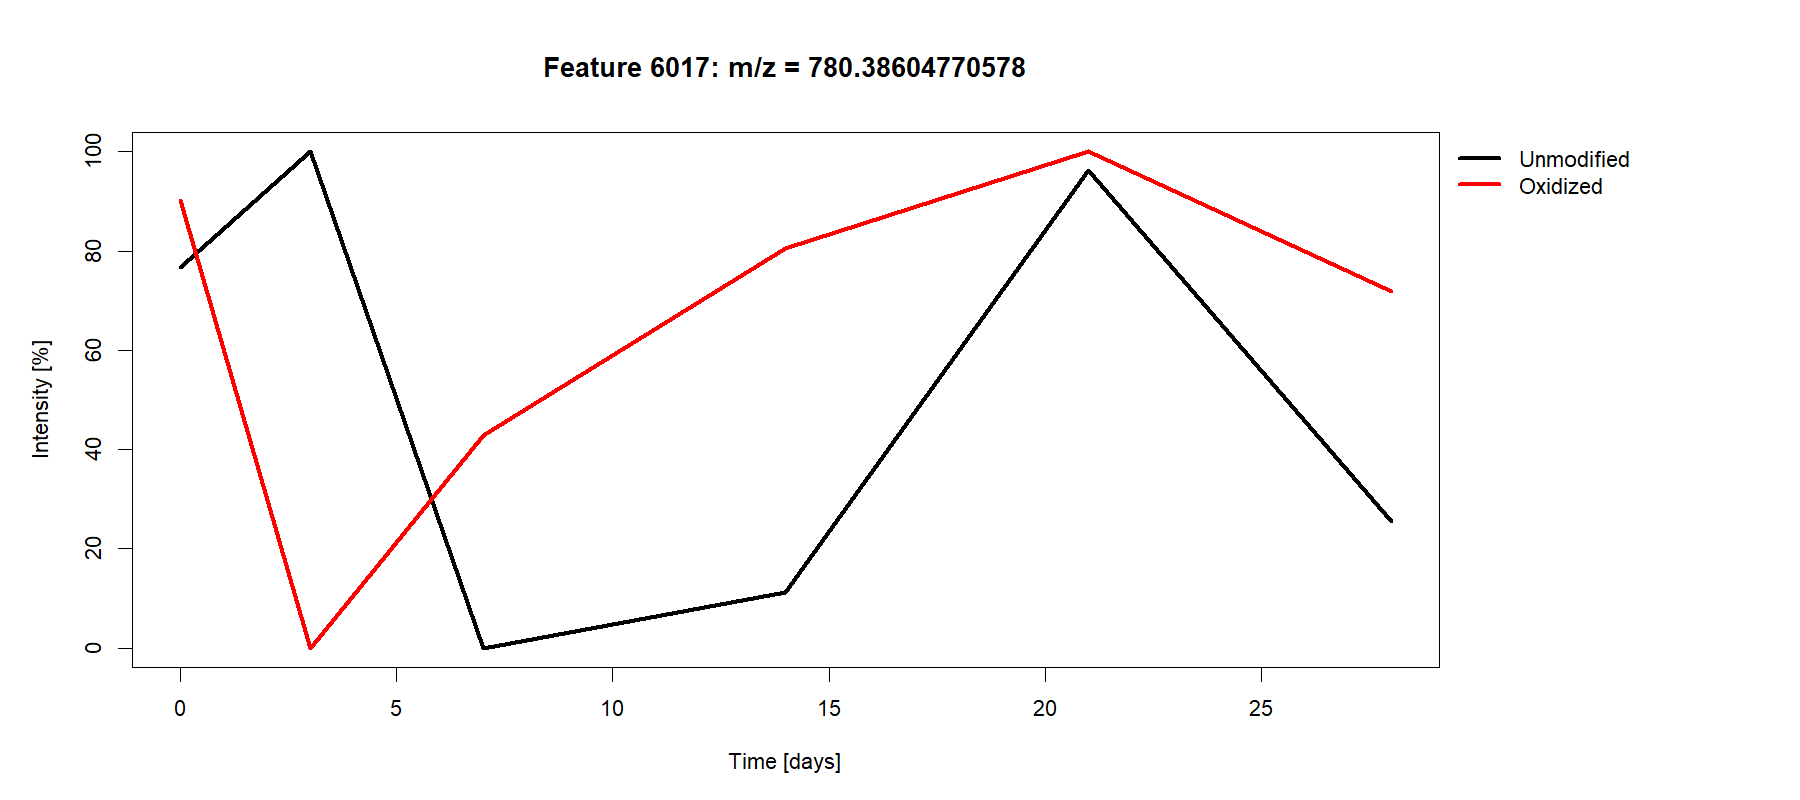 Feature 6017: m/z = 780.38604770578
Unmodified
Oxidized
Intensity [%]
100
80
60
40
20
0
0 5 10 15 20 25
Time [days]